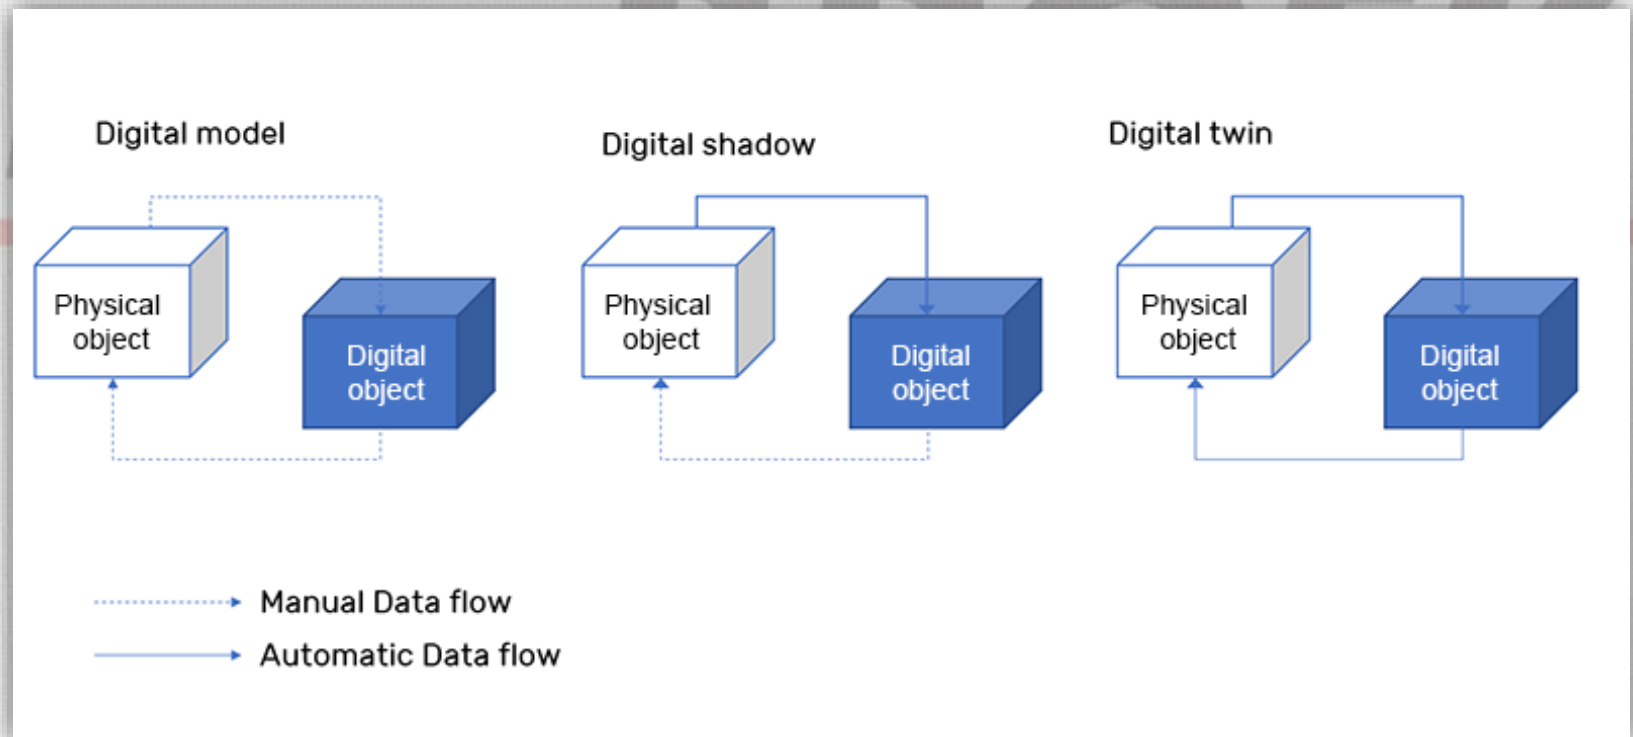 Digital model
Digital shadow
Digital twin
Physical
object
Digital
object
Physical
object
Digital
object
Physical
object
Digital
object
Manual Data flow
Automatic Data flow